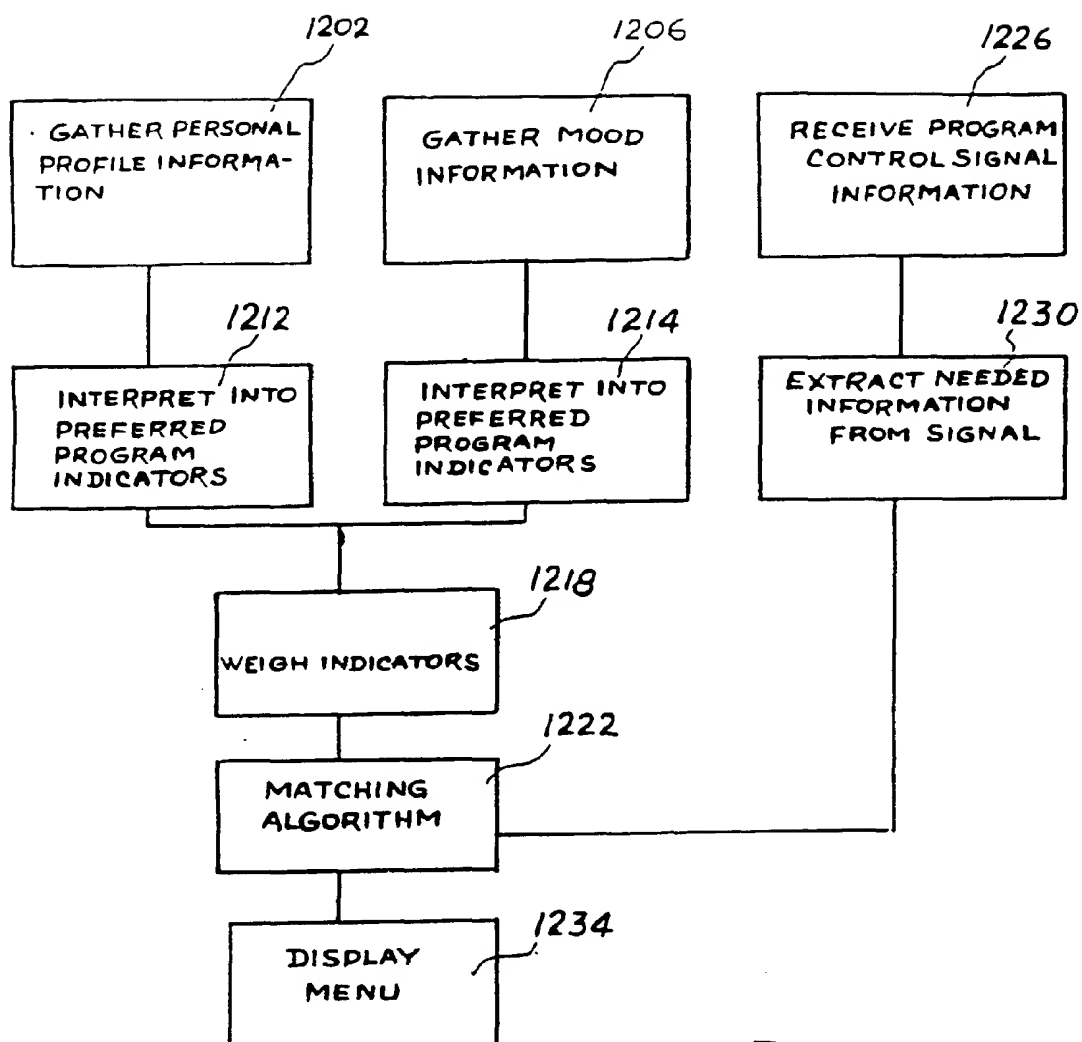 1202
1206
1226
GATHER PERSONAL
PROFILE INFORMA-
TION
GATHER MOOD
INFORMATION
RECEIVE PROGRAM
CONTROL SIGNAL
INFORMATION
1212
1214
1230
INTERPRET INTO
PREFERRED
PROGRAM
INDICATORS
INTERPRET INTO
PREFERRED
PROGRAM
INDICATORS
EXTRACT NEEDED
INFORMATION
FROM SIGNAL
1218
WEIGH INDICATORS
1222
MATCHING
ALGORITHM
1234
DISPLAY
MENU